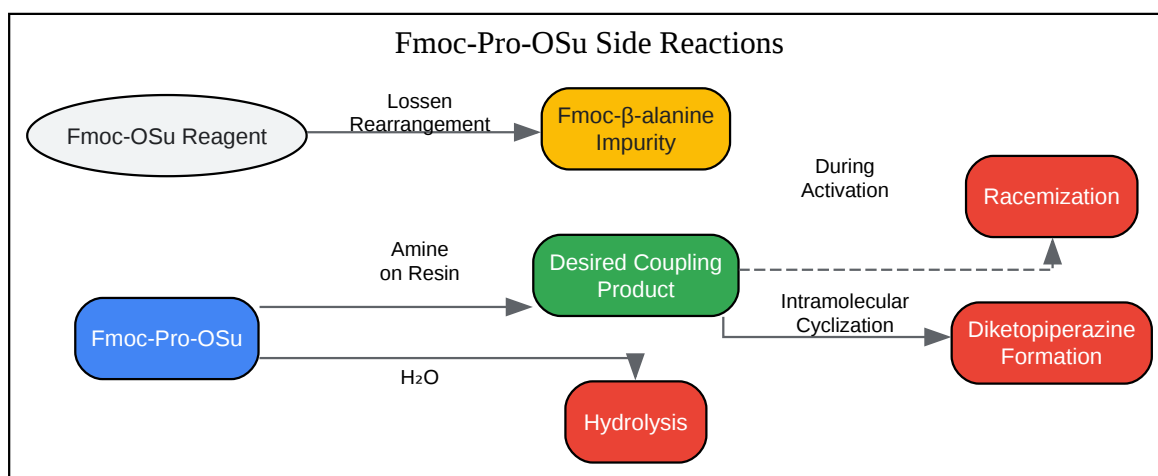 Fmoc-Pro-OSu Side Reactions
Lossen
Rearrangement
Fmoc-OSu Reagent
Fmoc-β-alanine
Impurity
During
Activation
Racemization
Amine
on Resin
Desired Coupling
Product
Intramolecular
Cyclization
Diketopiperazine
Formation
Fmoc-Pro-OSu
H₂O
Hydrolysis